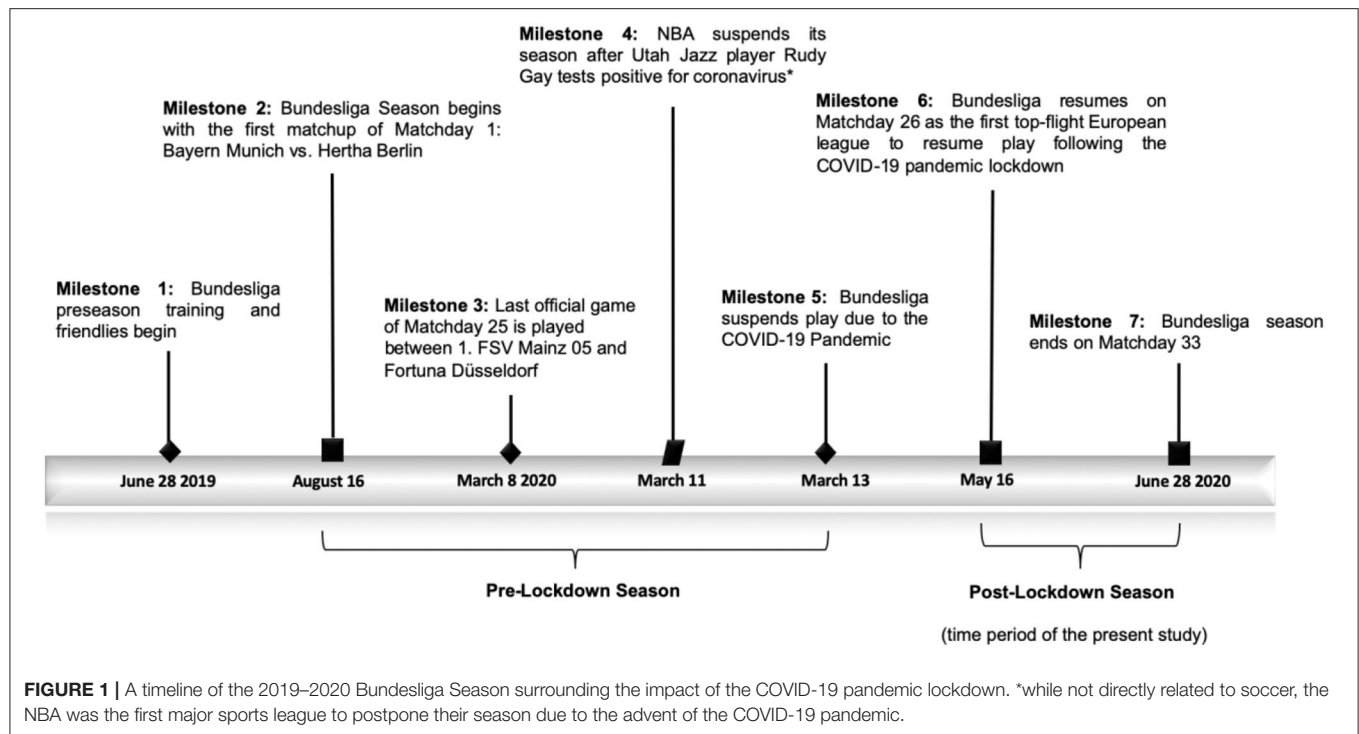 Milestone 4: NBA suspends its
season after Utah Jazz player Rudy
Gay tests positive for coronavirus*
Milestone 2: Bundesliga Season begins
with the first matchup of Matchday 1:
Bayern Munich vs. Hertha Berlin
Milestone 6: Bundesliga resumes on
Matchday 26 as the first top-flight European
league to resume play following the
COVID-19 pandemic lockdown
Milestone 1: Bundesliga
preseason training and
friendlies begin
Milestone 3: Last official game
of Matchday 25 is played
between 1. FSV Mainz 05 and
Fortuna Düsseldorf
Milestone 5: Bundesliga
suspends play due to the
COVID-19 Pandemic
Milestone 7: Bundesliga season
ends on Matchday 33
June 28 2019
August 16
March 8 2020
March 11
March 13
May 16
June 28 2020
Pre-Lockdown Season
Post-Lockdown Season
(time period of the present study)
FIGURE 1 | A timeline of the 2019–2020 Bundesliga Season surrounding the impact of the COVID-19 pandemic lockdown. *while not directly related to soccer, the
NBA was the first major sports league to postpone their season due to the advent of the COVID-19 pandemic.